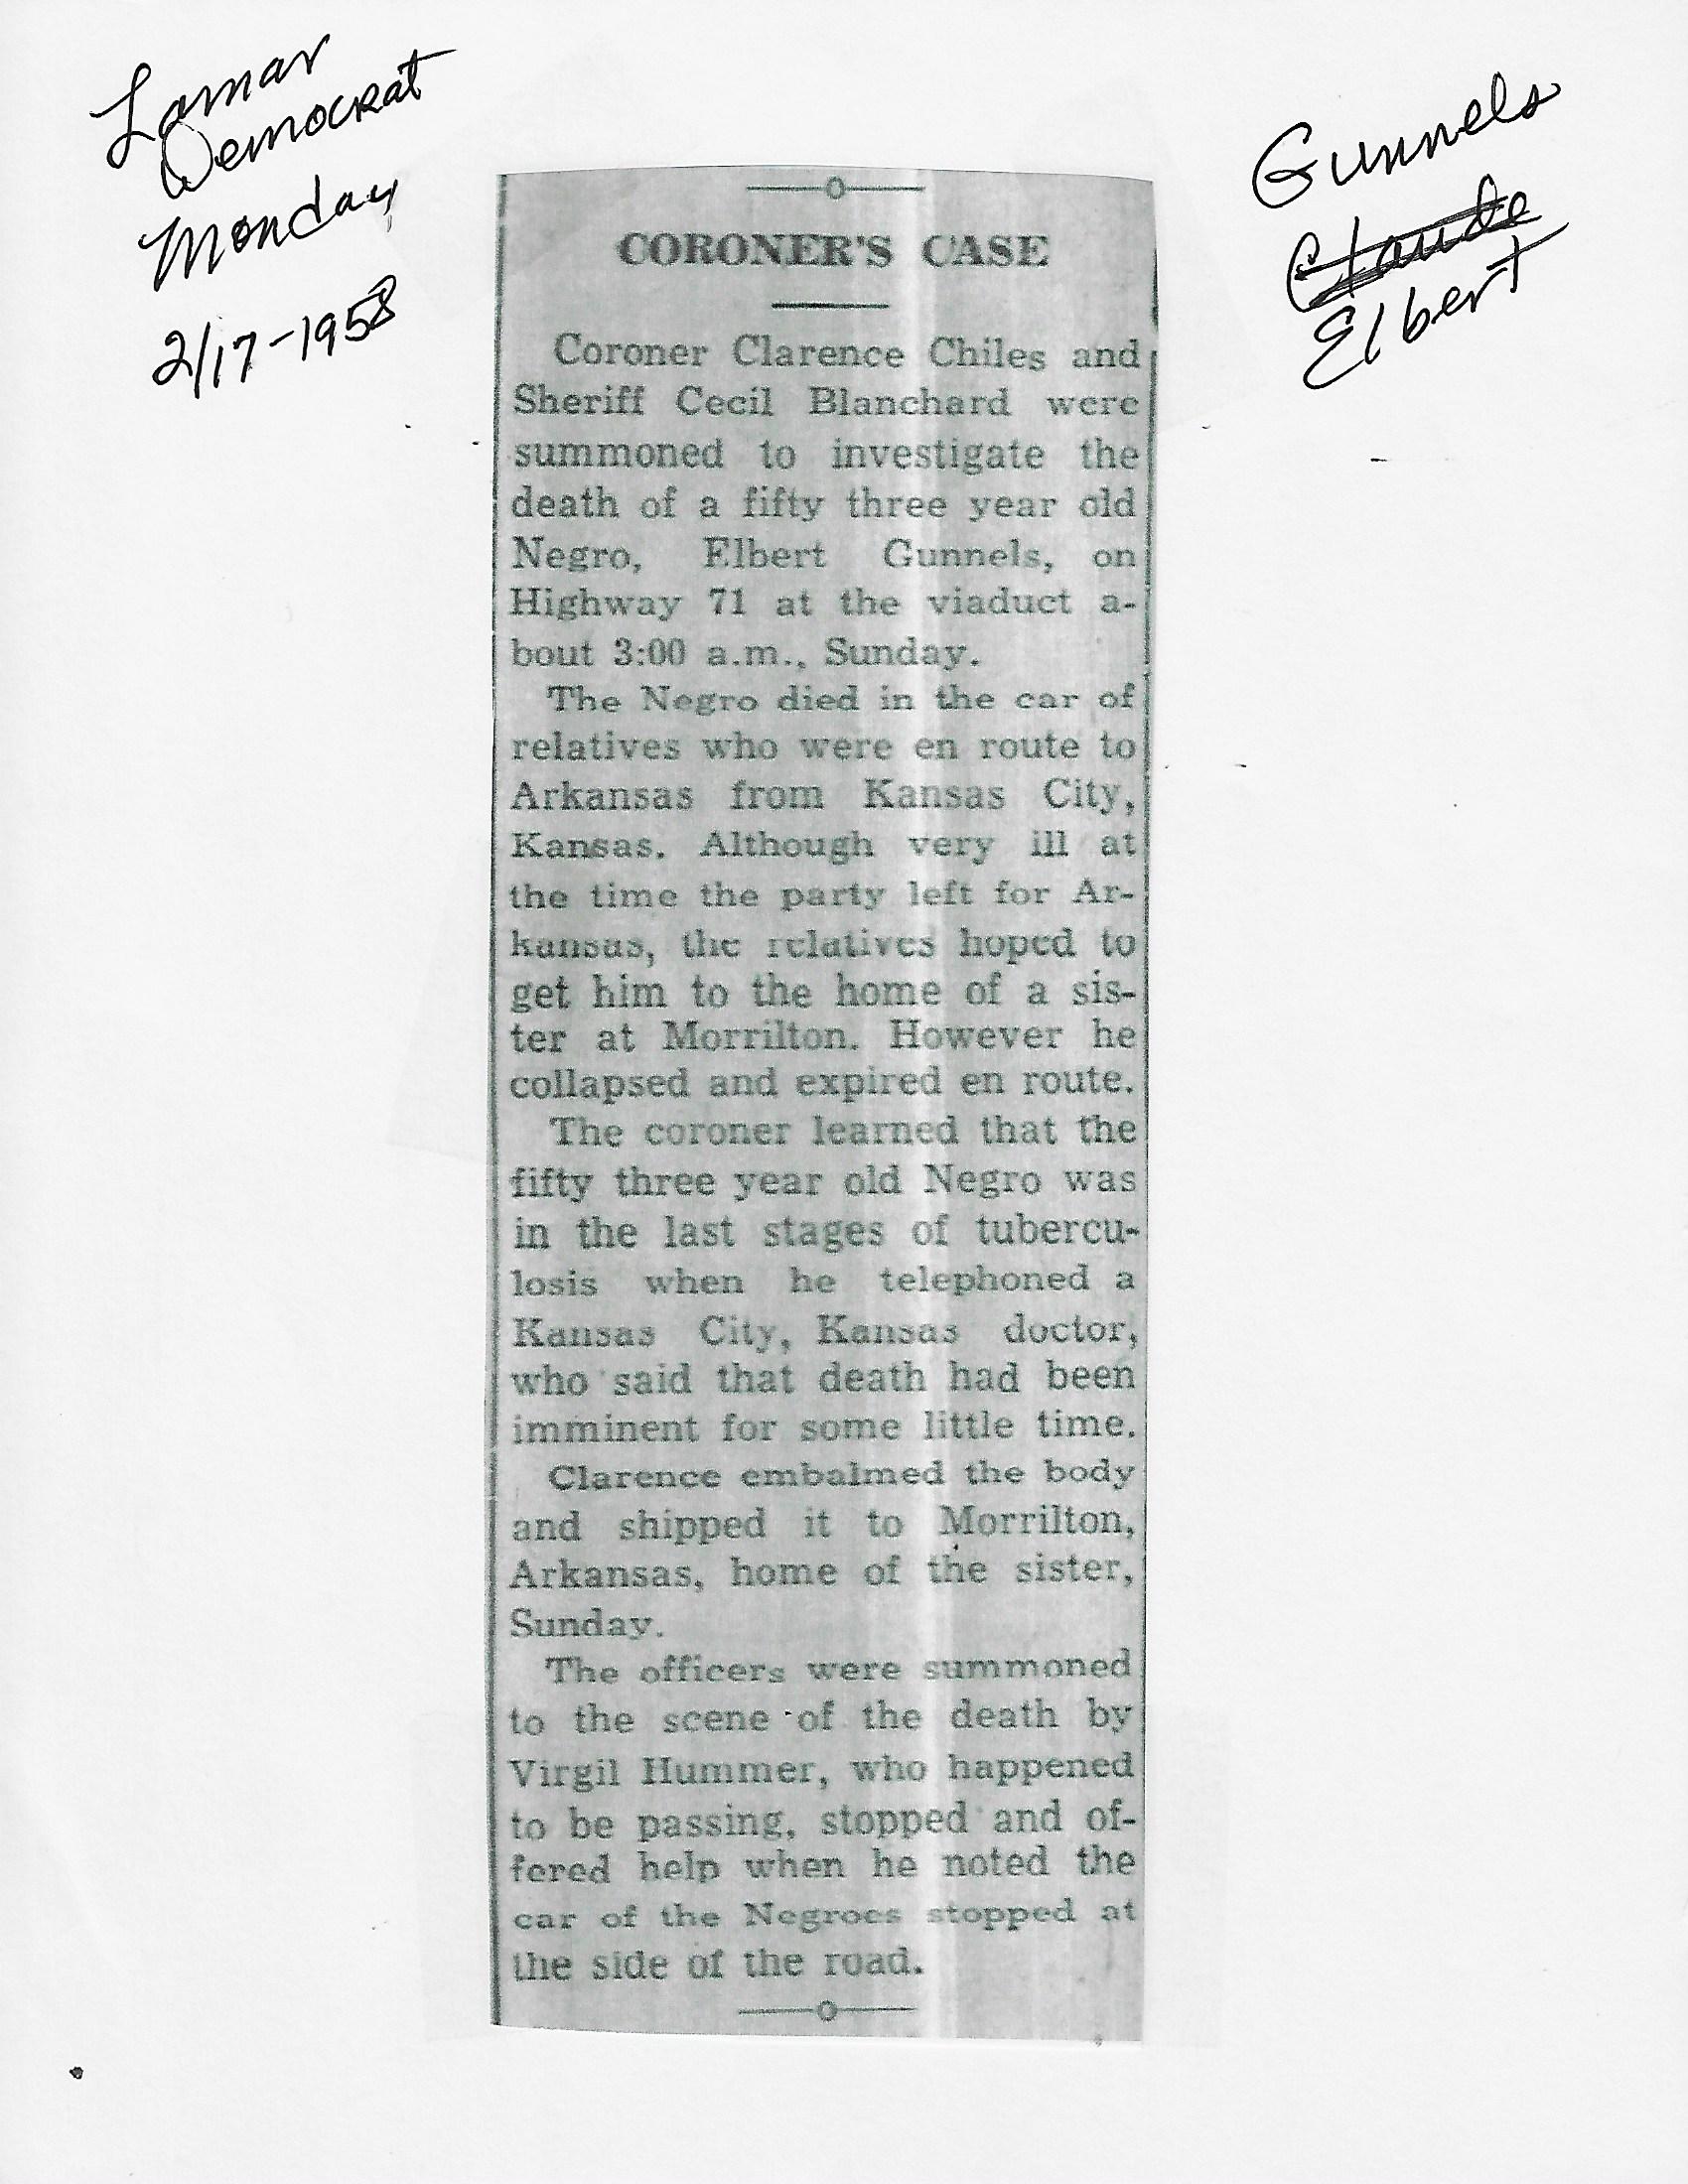 Lamar
Democrat
Monday
2/17-1958
Gunnels
Claude
Elbert
CORONER'S CASE
Coroner Clarence Chiles and
Sheriff Cecil Blanchard were
summoned to investigate the
death of a fifty three year old
Negro, Elbert Gunnels, on
Highway 71 at the viaduct a-
bout 3:00 a.m., Sunday.
The Negro died in the car of
relatives who were en route to
Arkansas from Kansas City,
Kansas. Although very ill at
the time the party left for Ar-
kansas, the relatives hoped to
get him to the home of a sis-
ter at Morrilton. However he
collapsed and expired en route.
The coroner learned that the
fifty three year old Negro was
in the last stages of tubercu-
losis when he telephoned a
Kansas City, Kansas doctor,
who said that death had been
imminent for some little time.
Clarence embalmed the body
and shipped it to Morrilton,
Arkansas, home of the sister,
Sunday.
The officers were summoned
to the scene of the death by
Virgil Hummer, who happened
to be passing, stopped and of-
fered help when he noted the
car of the Negroes stopped at
the side of the road.